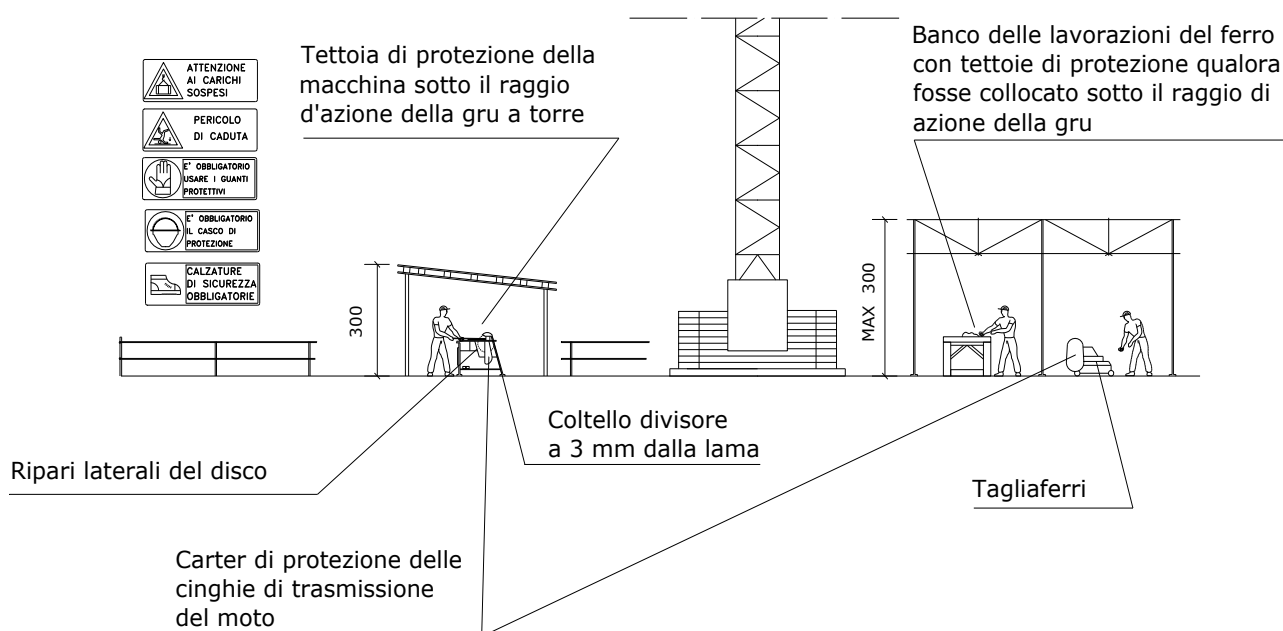 ATTENZIONE
AI CARICHI
SOSPESI
PERICOLO
DI CADUTA
E' OBBLIGATORIO
USARE I GUANTI
PROTETTIVI
E' OBBLIGATORIO
IL CASCO DI
PROTEZIONE
CALZATURE
DI SICUREZZA
OBBLIGATORIE
Tettoia di protezione della
macchina sotto il raggio
d'azione della gru a torre
Banco delle lavorazioni del ferro
con tettoie di protezione qualora
fosse collocato sotto il raggio di
azione della gru
300
MAX 300
Coltello divisore
a 3 mm dalla lama
Ripari laterali del disco
Tagliaferri
Carter di protezione delle
cinghie di trasmissione
del moto